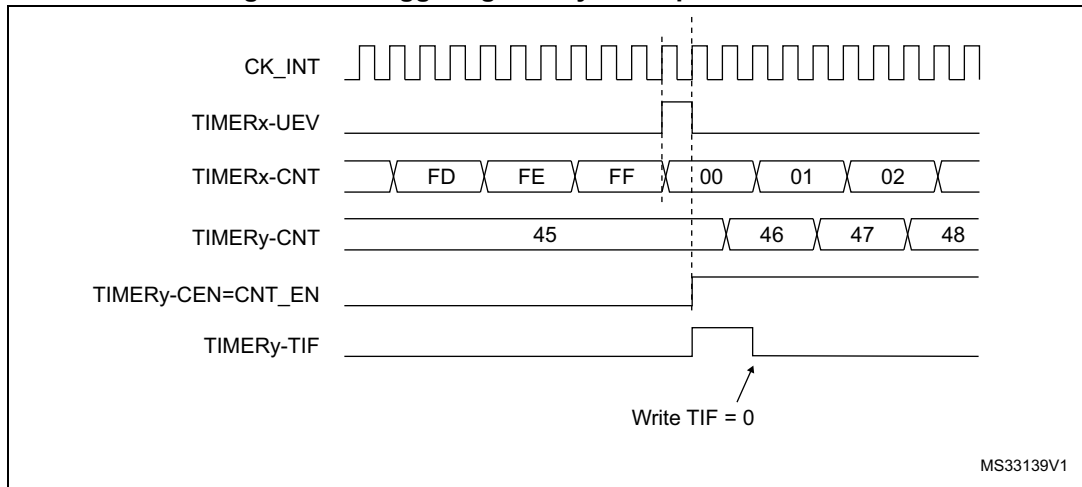 CK_INT
TIMERx-UEV
TIMERx-CNT FD FE FF 00 01 02
TIMERy-CNT 45 46 47 48
TIMERy-CEN=CNT_EN
TIMERy-TIF
Write TIF = 0
MS33139V1